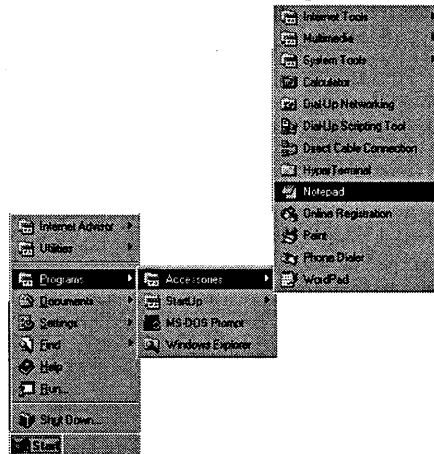 Internet Tools
Multimedia
System Tools
Calculator
Dial-Up Networking
Dial-Up Scripting Tool
Direct Cable Connection
HyperTerminal
Notepad
Online Registration
Paint
Phone Dialer
WordPad
Internet Advisor
Utilities
Programs
Documents
Settings
Find
Help
Run...
Shut Down...
Start
Accessories
StartUp
MS-DOS Prompt
Windows Explorer